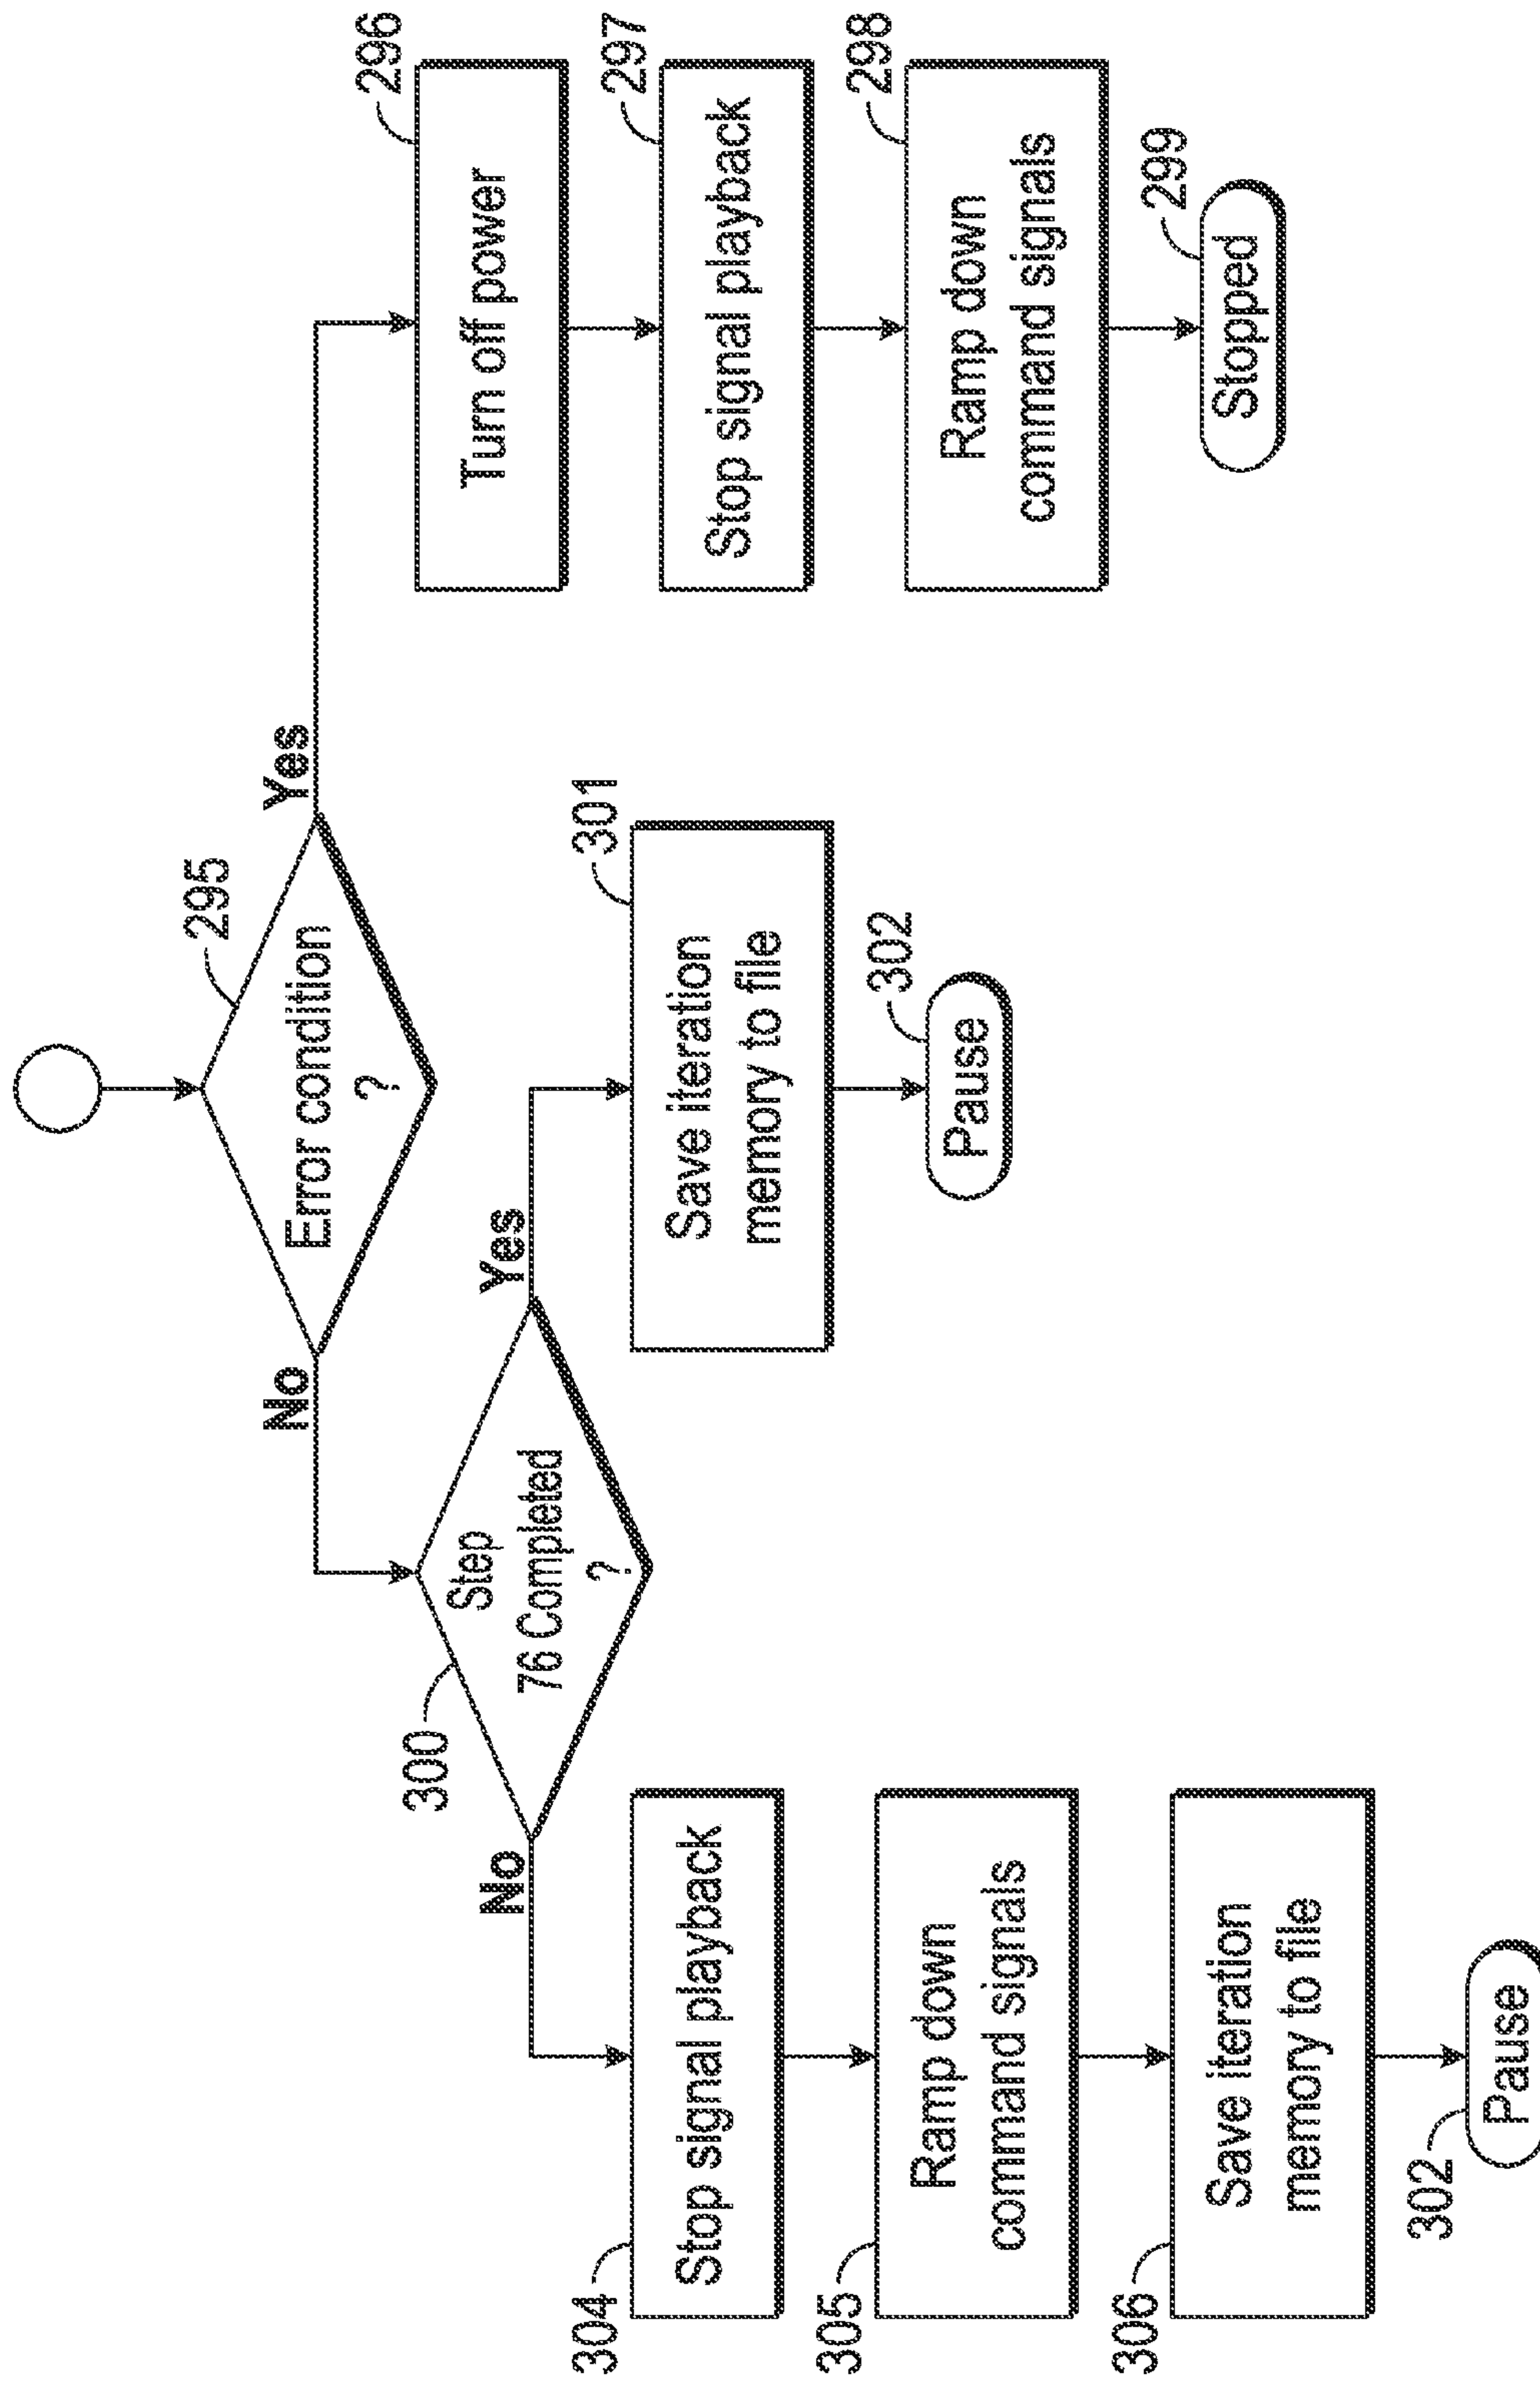 295
Error condition
?
No
Yes
296
Turn off power
297
Stop signal playback
298
Ramp down
command signals
299
Stopped
300
Step
76 Completed
?
No
Yes
301
Save iteration
memory to file
302
Pause
304
Stop signal playback
305
Ramp down
command signals
306
Save iteration
memory to file
302
Pause